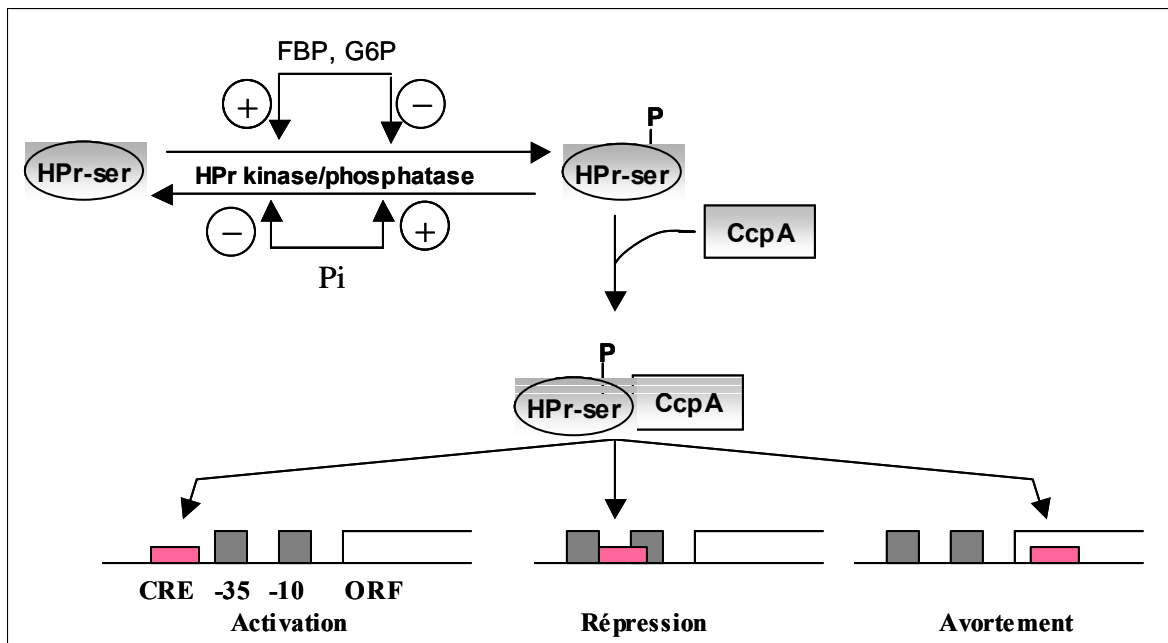 FBP, G6P
+
−
P
HPr-ser
HPr kinase/phosphatase
HPr-ser
−
+
CcpA
Pi
P
HPr-ser
CcpA
CRE -35 -10 ORF
Activation
Répression
Avortement